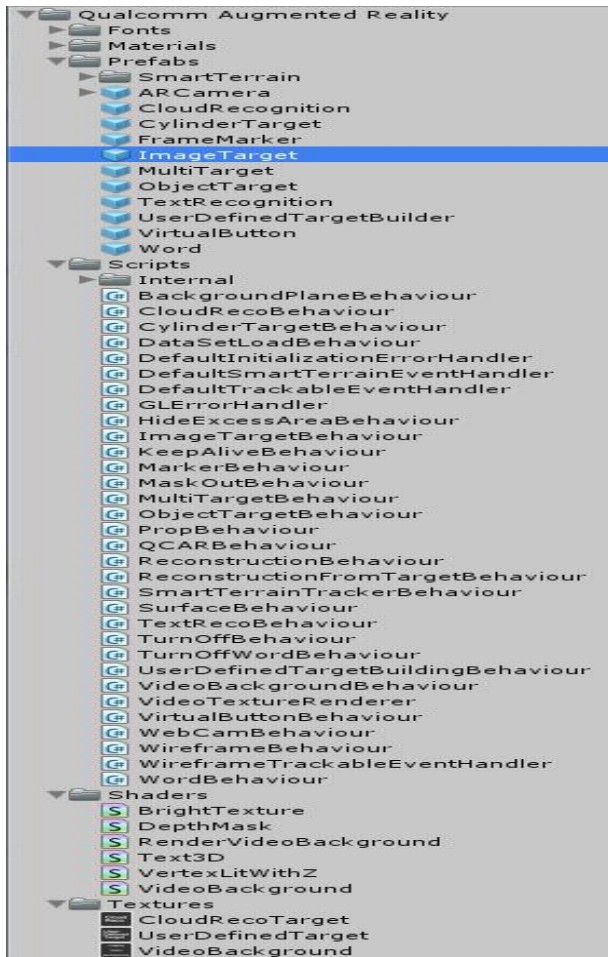 Qualcomm Augmented Reality
Fonts
Materials
Prefabs
SmartTerrain
ARCamera
CloudRecognition
CylinderTarget
FrameMarker
ImageTarget
MultiTarget
ObjectTarget
TextRecognition
UserDefinedTargetBuilder
VirtualButton
Word
Scripts
Internal
BackgroundPlaneBehaviour
CloudRecoBehaviour
CylinderTargetBehaviour
DataSetLoadBehaviour
DefaultInitializationErrorHandler
DefaultSmartTerrainEventHandler
DefaultTrackableEventHandler
GLErrorHandler
HideExcessAreaBehaviour
ImageTargetBehaviour
KeepAliveBehaviour
MarkerBehaviour
MaskOutBehaviour
MultiTargetBehaviour
ObjectTargetBehaviour
PropBehaviour
QCARBehaviour
ReconstructionBehaviour
ReconstructionFromTargetBehaviour
SmartTerrainTrackerBehaviour
SurfaceBehaviour
TextRecoBehaviour
TurnOffBehaviour
TurnOffWordBehaviour
UserDefinedTargetBuildingBehaviour
VideoBackgroundBehaviour
VideoTextureRenderer
VirtualButtonBehaviour
WebCamBehaviour
WireframeBehaviour
WireframeTrackableEventHandler
WordBehaviour
Shaders
BrightTexture
DepthMask
RenderVideoBackground
Text3D
VertexLitWithZ
VideoBackground
Textures
CloudRecoTarget
UserDefinedTarget
VideoBackground